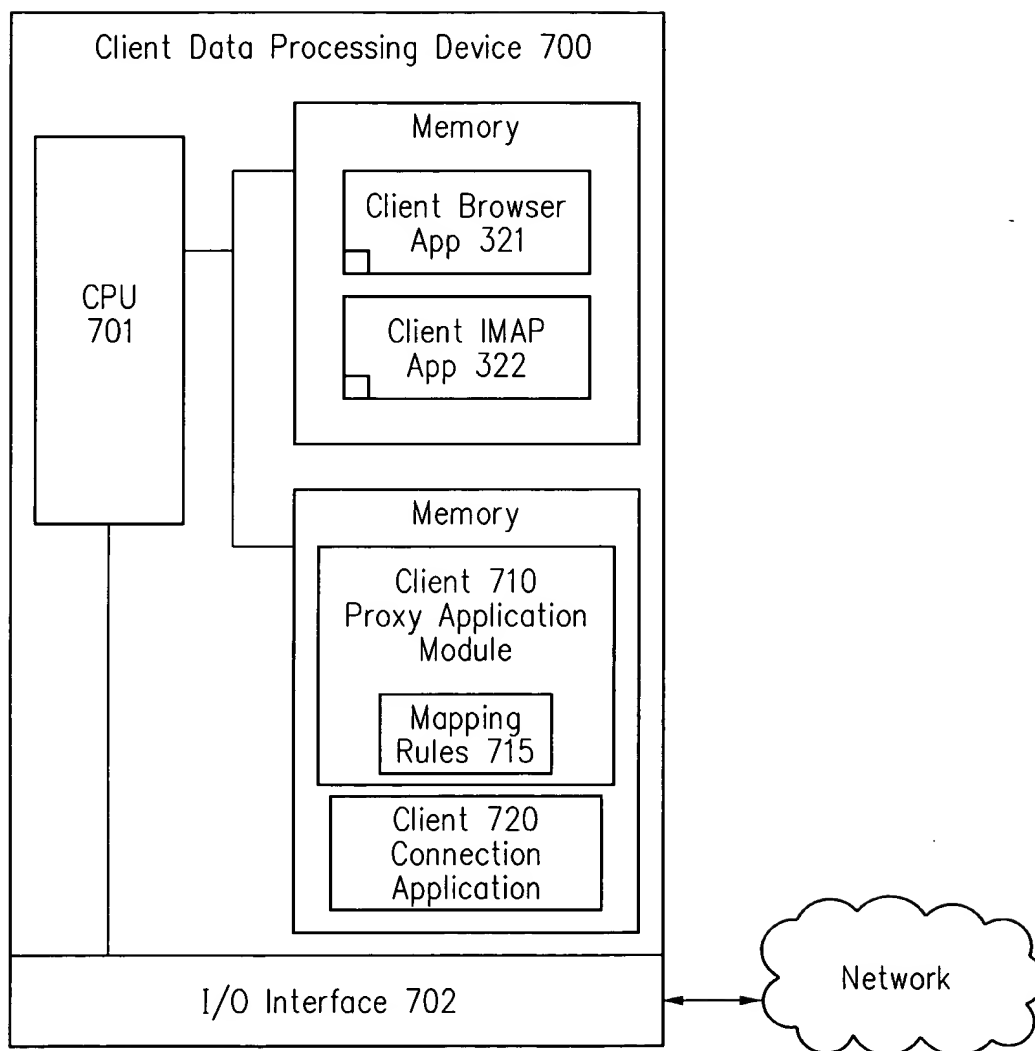 Client Data Processing Device 700
CPU
701
Memory
Client Browser
App 321
Client IMAP
App 322
Memory
Client 710
Proxy Application
Module
Mapping
Rules 715
Client 720
Connection
Application
I/O Interface 702
Network